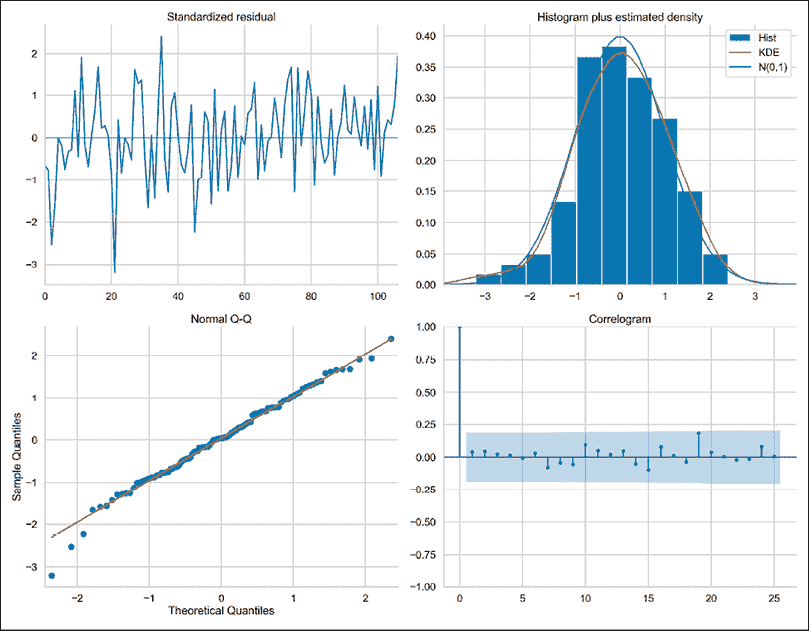 Standardized residual
2
1
0
−1
−2
−3
0 20 40 60 80 100
Histogram plus estimated density
0.40
0.35
0.30
0.25
0.20
0.15
0.10
0.05
0.00
Hist
KDE
N(0,1)
−3 −2 −1 0 1 2 3
Normal Q-Q
Sample Quantiles
2
1
0
−1
−2
−3
−2 −1 0 1 2
Theoretical Quantiles
Correlogram
1.00
0.75
0.50
0.25
0.00
−0.25
−0.50
−0.75
−1.00
0 5 10 15 20 25